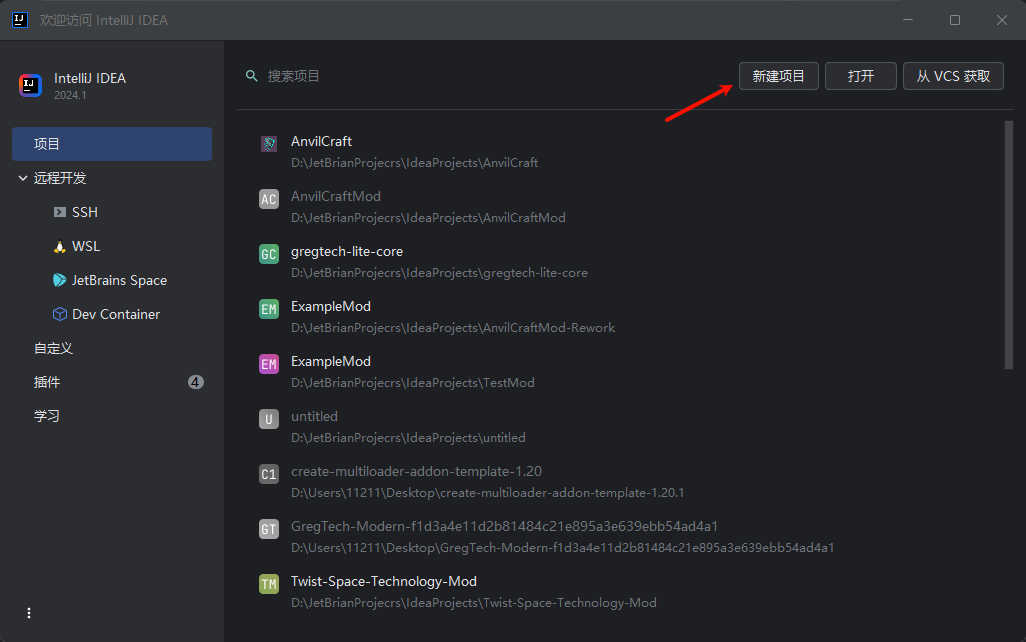 欢迎访问 IntelliJ IDEA
IntelliJ IDEA
2024.1
项目
远程开发
SSH
WSL
JetBrains Space
Dev Container
自定义
插件 4
学习
搜索项目
新建项目 打开 从 VCS 获取
AnvilCraft
D:\JetBrianProjecrs\IdeaProjects\AnvilCraft
AC AnvilCraftMod
D:\JetBrianProjecrs\IdeaProjects\AnvilCraftMod
GC gregtech-lite-core
D:\JetBrianProjecrs\IdeaProjects\gregtech-lite-core
EM ExampleMod
D:\JetBrianProjecrs\IdeaProjects\AnvilCraftMod-Rework
EM ExampleMod
D:\JetBrianProjecrs\IdeaProjects\TestMod
U untitled
D:\JetBrianProjecrs\IdeaProjects\untitled
C1 create-multiloader-addon-template-1.20
D:\Users\11211\Desktop\create-multiloader-addon-template-1.20.1
GT GregTech-Modern-f1d3a4e11d2b81484c21e895a3e639ebb54ad4a1
D:\Users\11211\Desktop\GregTech-Modern-f1d3a4e11d2b81484c21e895a3e639ebb54ad4a1
TM Twist-Space-Technology-Mod
D:\JetBrianProjecrs\IdeaProjects\Twist-Space-Technology-Mod